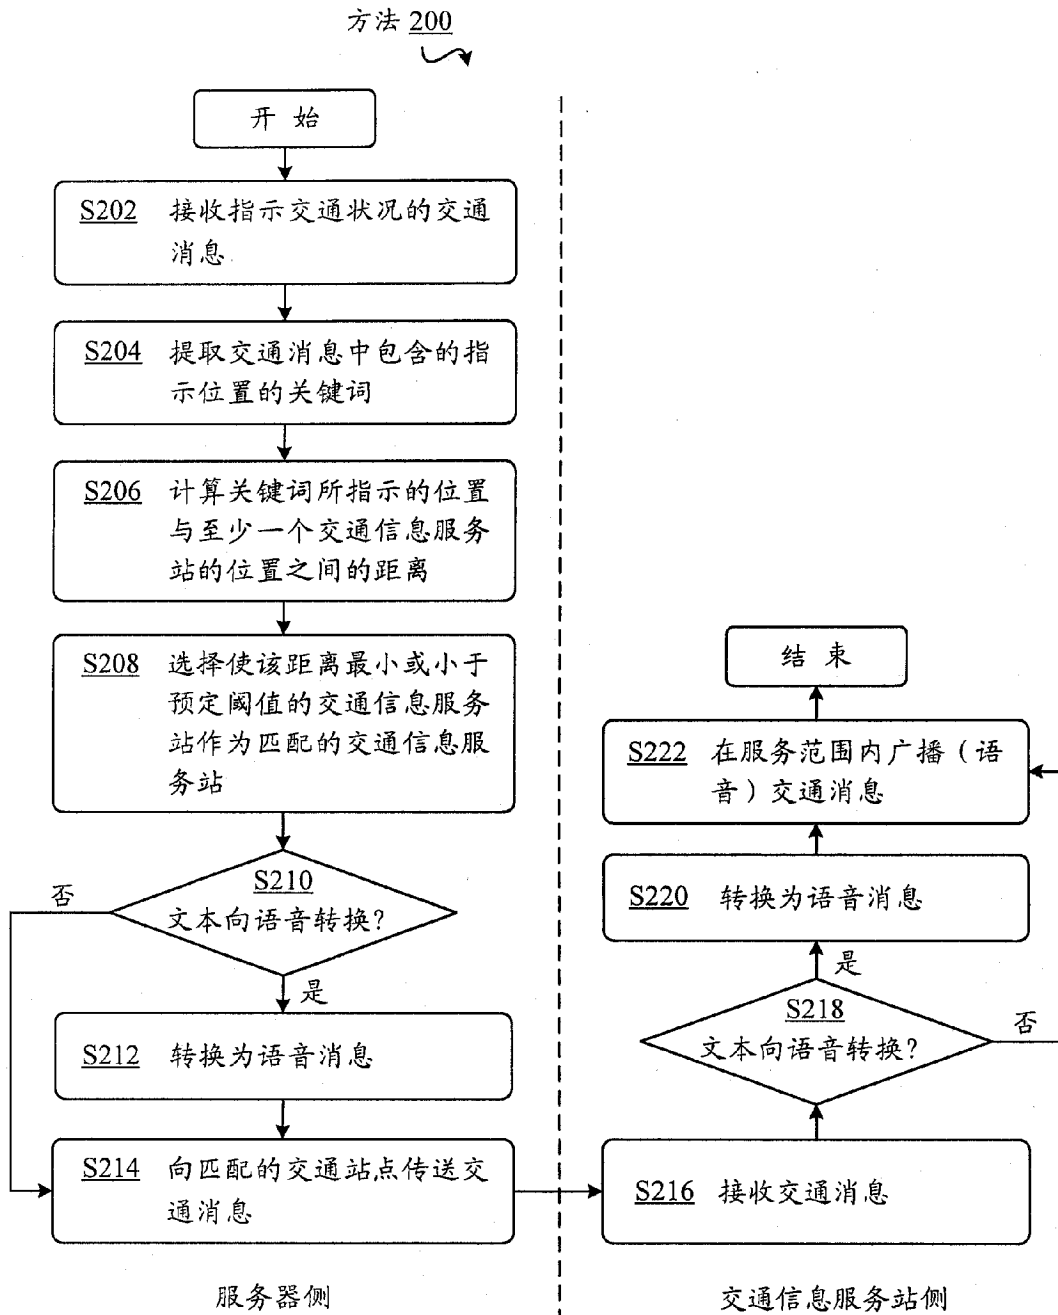 方法 200
开 始
S202 接收指示交通状况的交通
消息
S204 提取交通消息中包含的指
示位置的关键词
S206 计算关键词所指示的位置
与至少一个交通信息服务
站的位置之间的距离
S208 选择使该距离最小或小于
预定阈值的交通信息服务
站作为匹配的交通信息服
务站
S210
文本向语音转换?
否
是
S212 转换为语音消息
S214 向匹配的交通站点传送交
通消息
服务器侧
结 束
S222 在服务范围内广播（语
音）交通消息
S220 转换为语音消息
是
S218
文本向语音转换?
否
S216 接收交通消息
交通信息服务站侧